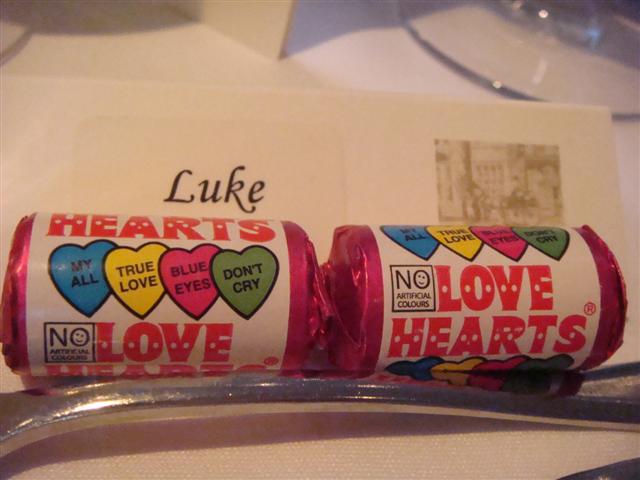 Luke
HEARTS
MY ALL
TRUE LOVE
BLUE EYES
DON'T CRY
NO
ARTIFICIAL
COLOURS
LOVE
HEARTS®
MY ALL
TRUE LOVE
BLUE EYES
DON'T CRY
NO
ARTIFICIAL
COLOURS
LOVE
HEARTS®